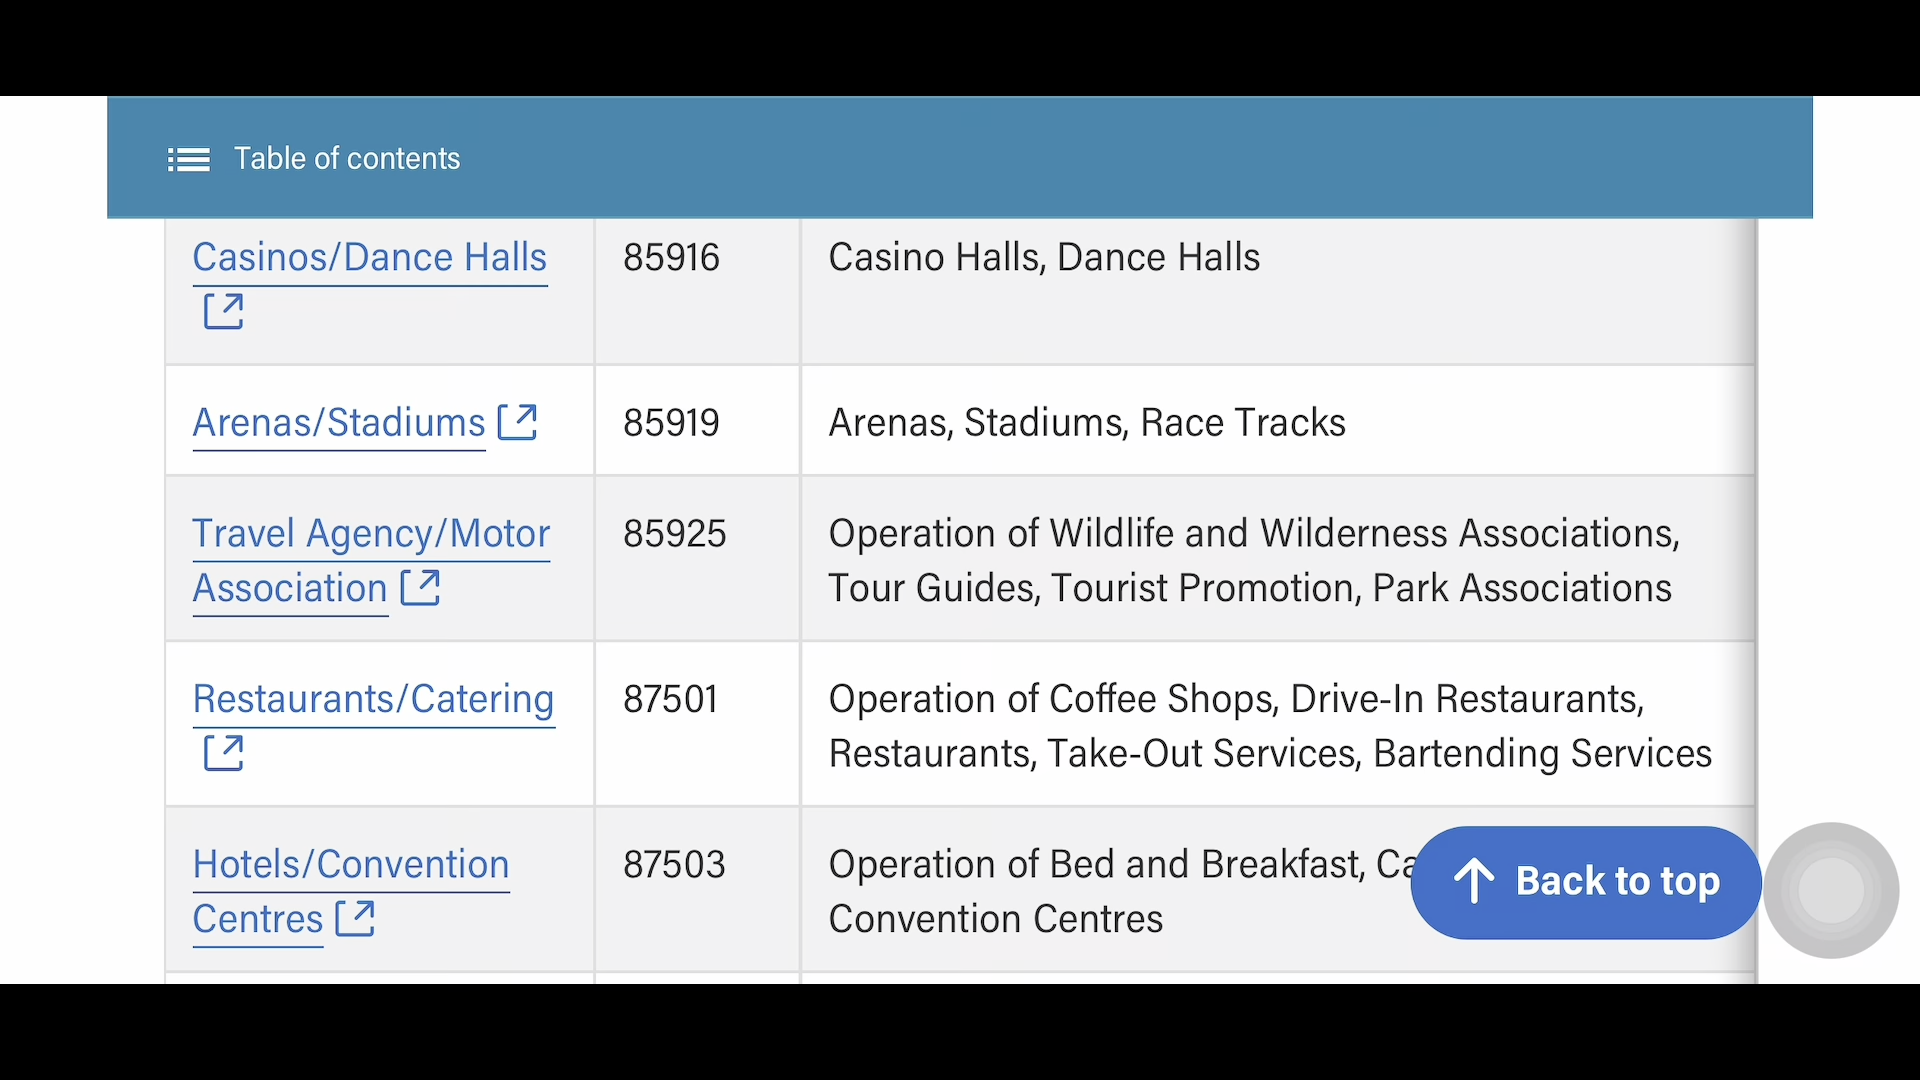 Table of contents
Casinos/Dance Halls
85916
Casino Halls, Dance Halls
Arenas/Stadiums
85919
Arenas, Stadiums, Race Tracks
Travel Agency/Motor
Association
85925
Operation of Wildlife and Wilderness Associations,
Tour Guides, Tourist Promotion, Park Associations
Restaurants/Catering
87501
Operation of Coffee Shops, Drive-In Restaurants,
Restaurants, Take-Out Services, Bartending Services
Hotels/Convention
Centres
87503
Operation of Bed and Breakfast,
Convention Centres
Back to top